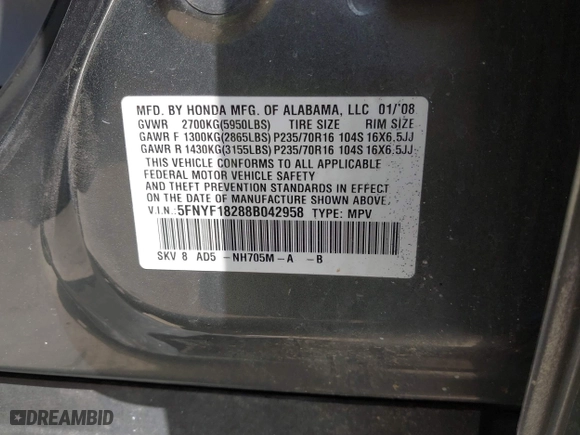 MFD. BY HONDA MFG. OF ALABAMA, LLC 01/'08
GVWR 2700KG(5950LBS) TIRE SIZE RIM SIZE
GAWR F 1300KG(2865LBS) P235/70R16 104S 16X6.5JJ
GAWR R 1430KG(3155LBS) P235/70R16 104S 16X6.5JJ
THIS VEHICLE CONFORMS TO ALL APPLICABLE
FEDERAL MOTOR VEHICLE SAFETY
AND THEFT PREVENTION STANDARDS IN EFFECT
ON THE DATE OF MANUFACTURE SHOWN ABOVE.
V.I.N.:5FNYF18288B042958 TYPE: MPV
SKV 8 AD5 -NH705M-A -B
DREAMBID